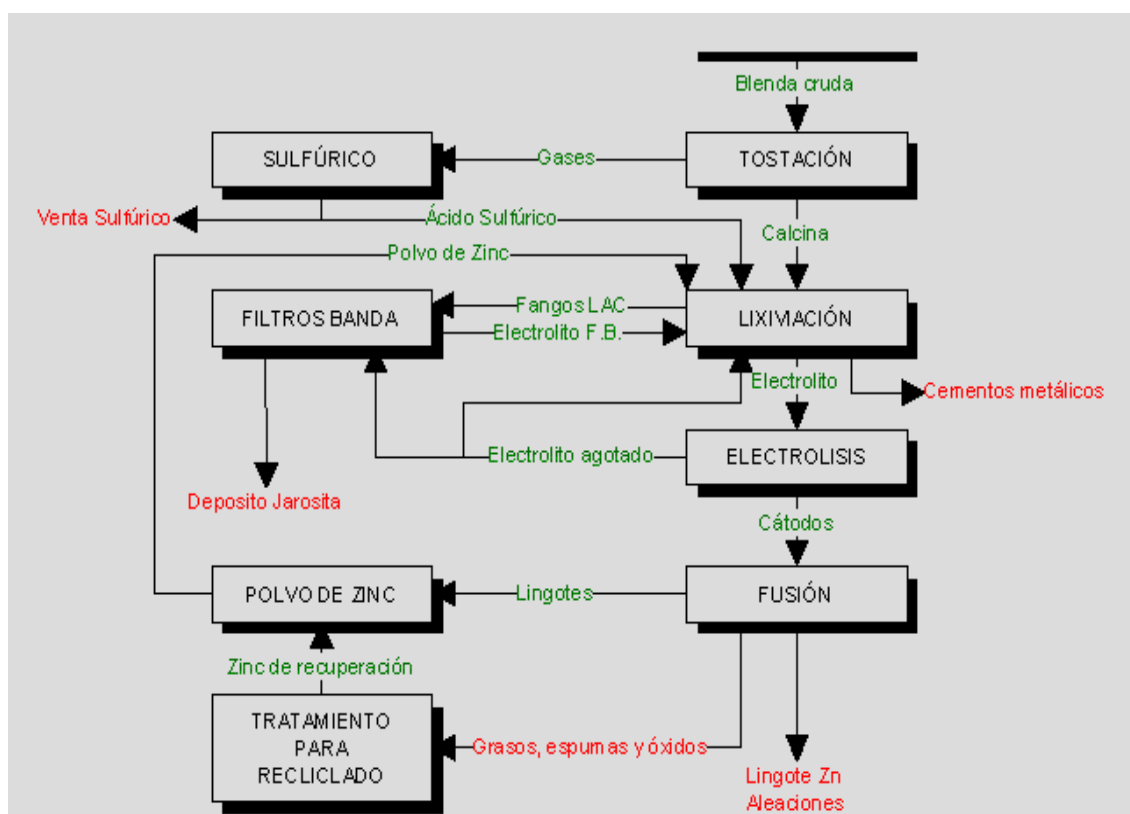 Blenda cruda
SULFÚRICO
Gases
TOSTACIÓN
Venta Sulfúrico
Ácido Sulfúrico
Calcina
Polvo de Zinc
FILTROS BANDA
Fangos LAC
Electrolito F.B.
LIXIVIACIÓN
Electrolito
Cementos metálicos
Electrolito agotado
ELECTROLISIS
Deposito Jarosita
Cátodos
POLVO DE ZINC
Lingotes
FUSIÓN
Zinc de recuperación
TRATAMIENTO
PARA
RECLICLADO
Grasos, espumas y óxidos
Lingote Zn
Aleaciones